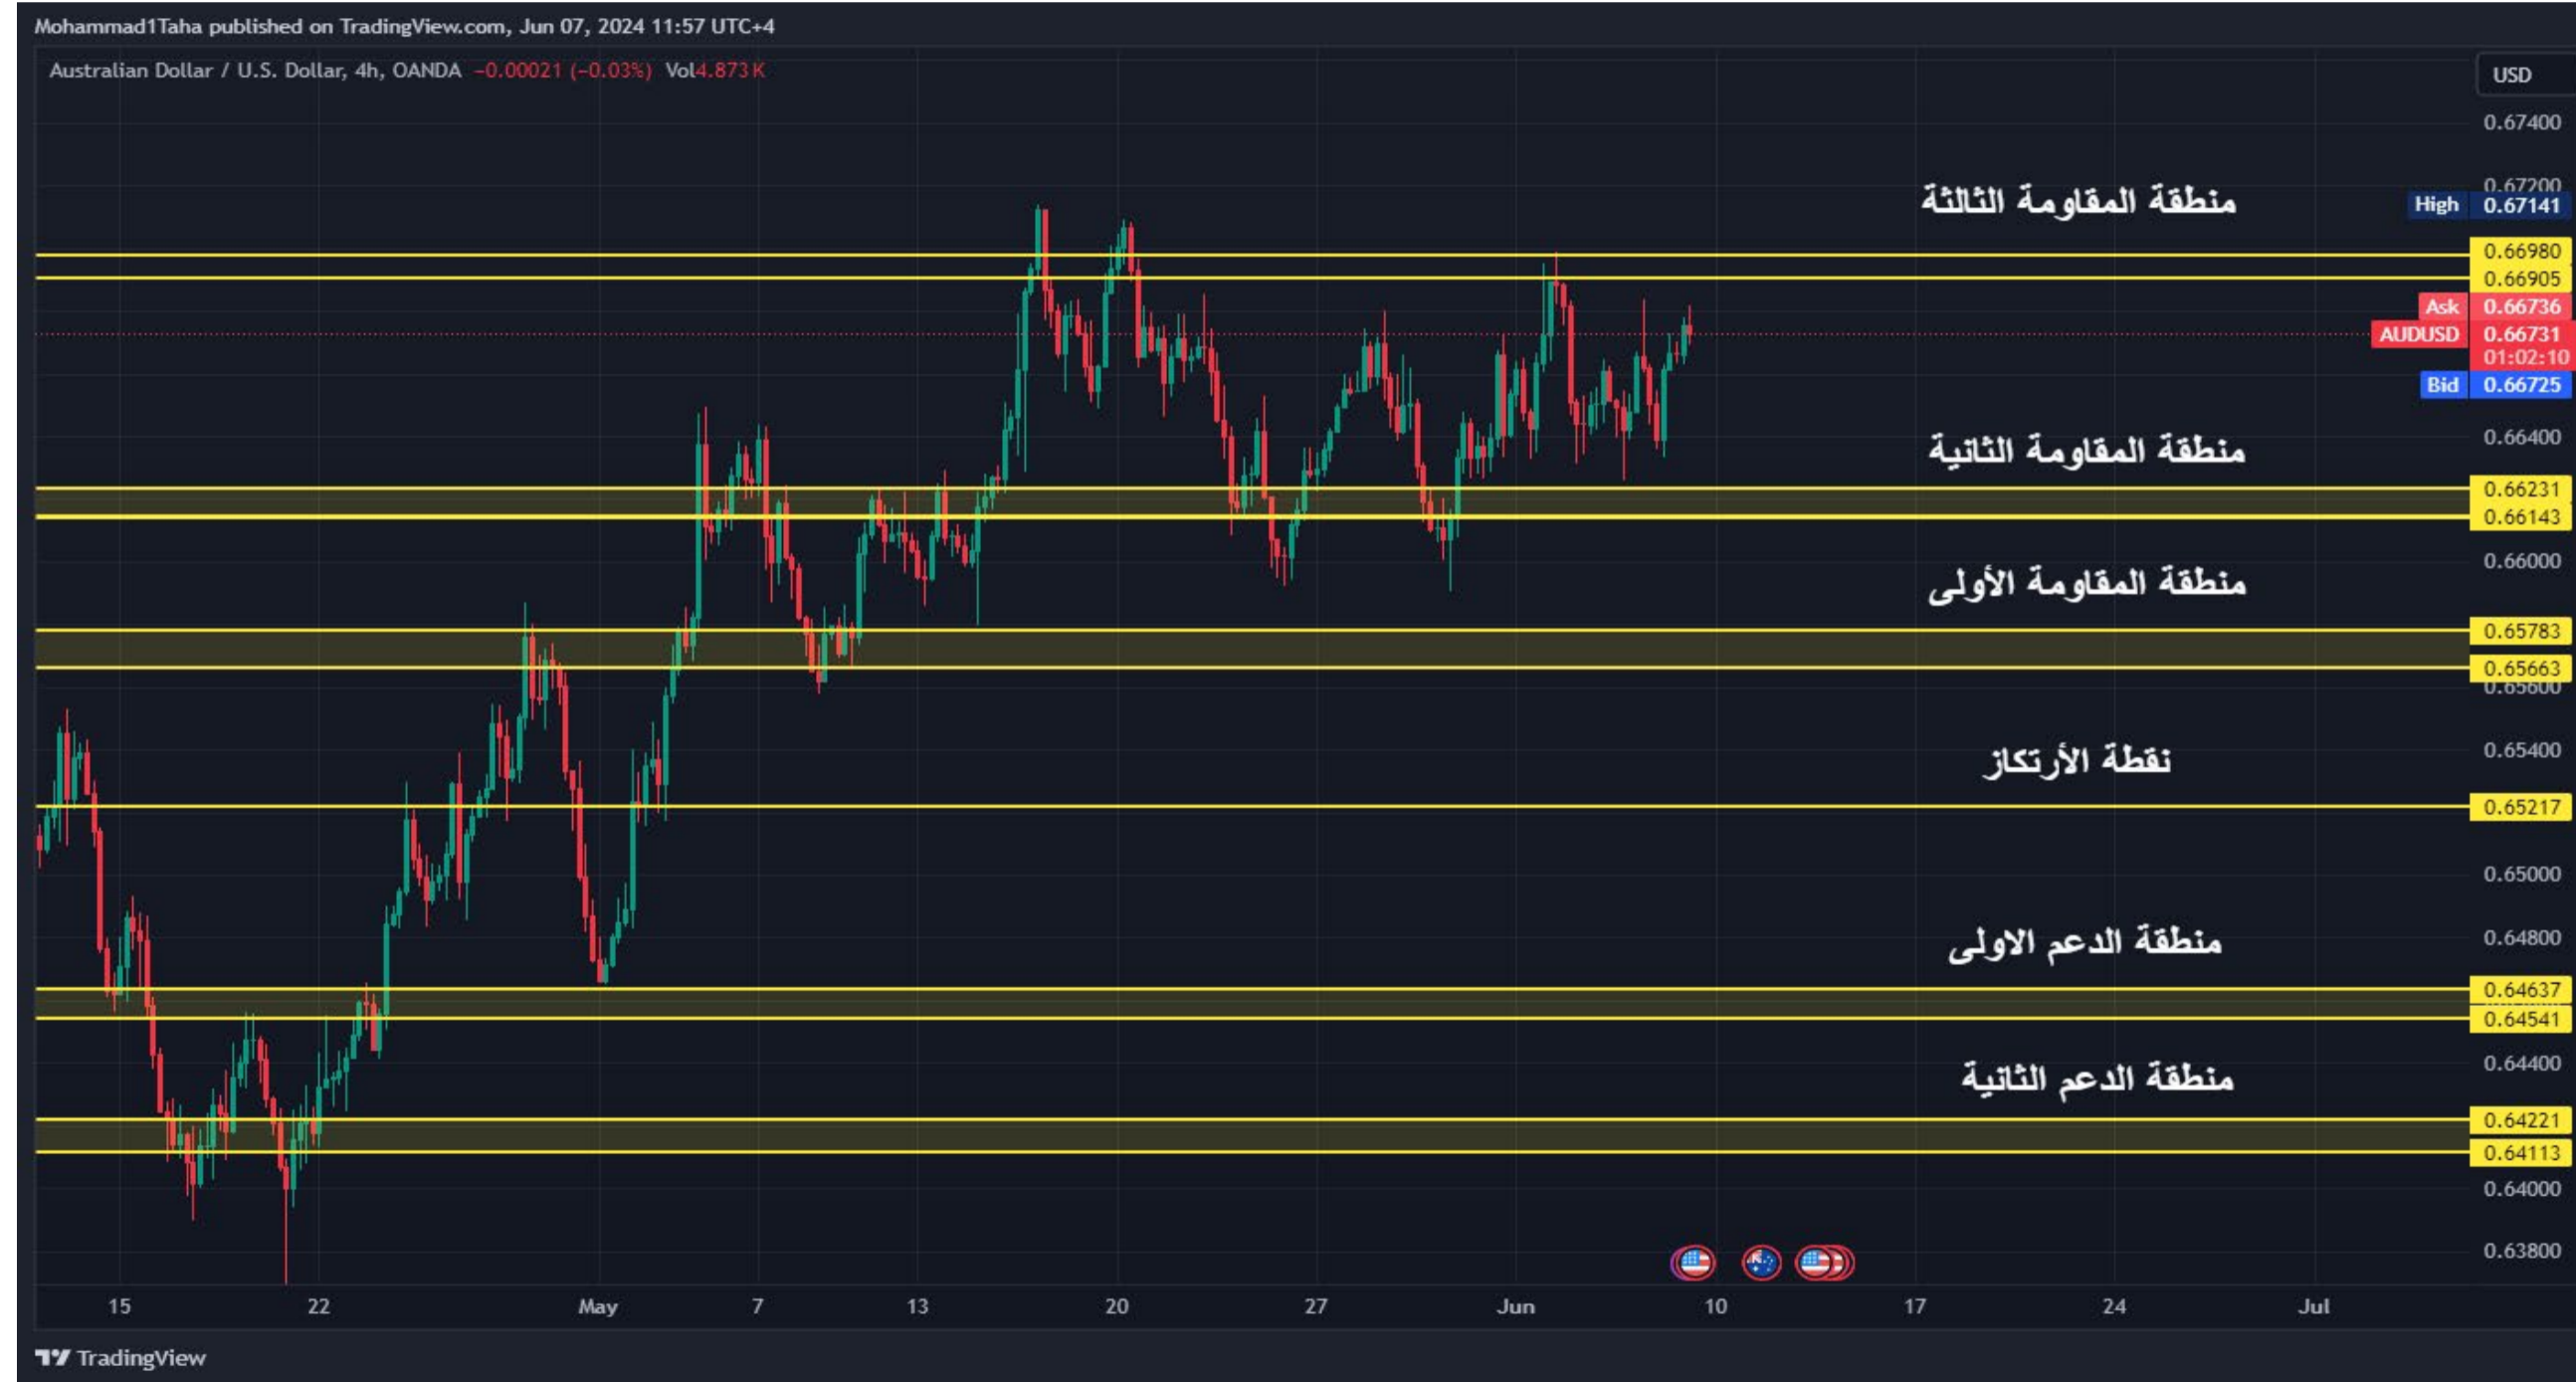 Mohammad1Taha published on TradingView.com, Jun 07, 2024 11:57 UTC+4
Australian Dollar / U.S. Dollar, 4h, OANDA −0.00021 (−0.03%) Vol4.873 K
USD
0.67400
0.67200
منطقة المقاومة الثالثة
High 0.67141
0.66980
0.66905
Ask 0.66736
AUDUSD 0.66731
01:02:10
Bid 0.66725
0.66400
منطقة المقاومة الثانية
0.66231
0.66143
0.66000
منطقة المقاومة الأولى
0.65783
0.65663
0.65600
0.65400
نقطة الأرتكاز
0.65217
0.65000
0.64800
منطقة الدعم الاولى
0.64637
0.64541
0.64400
منطقة الدعم الثانية
0.64221
0.64113
0.64000
0.63800
15 22 May 7 13 20 27 Jun 10 17 24 Jul
TradingView